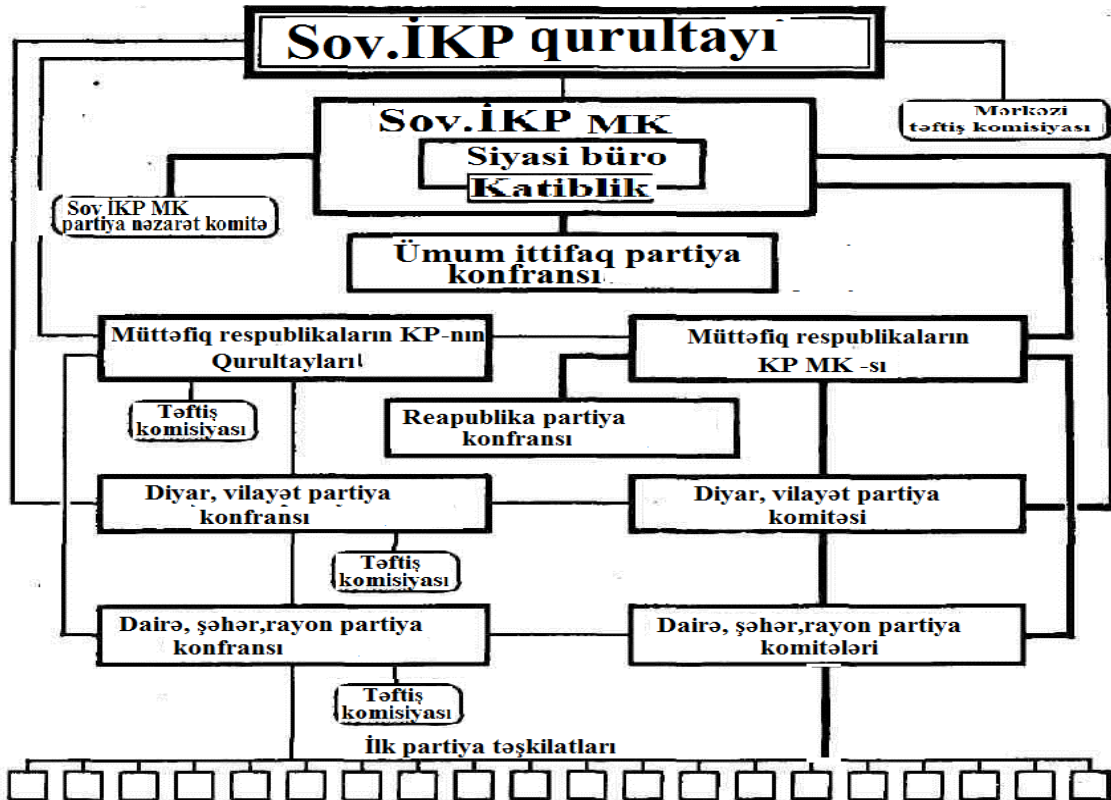 Sov.İKP qurultayı
Mərkəzi
təftiş komisiyası
Sov.İKP MK
Siyasi büro
Katiblik
Sov İKP MK
partiya nəzarət komitə
Ümum ittifaq partiya
konfransı
Müttəfiq respublikaların KP-nın
Qurultayları
Müttəfiq respublikaların
KP MK -sı
Təftiş
komisiyası
Reapublika partiya
konfransı
Diyar, vilayət partiya
konfransı
Diyar, vilayət partiya
komitəsi
Təftiş
komisiyası
Dairə, şəhər,rayon partiya
konfransı
Dairə, şəhər,rayon partiya
komitələri
Təftiş
komisiyası
İlk partiya təşkilatları